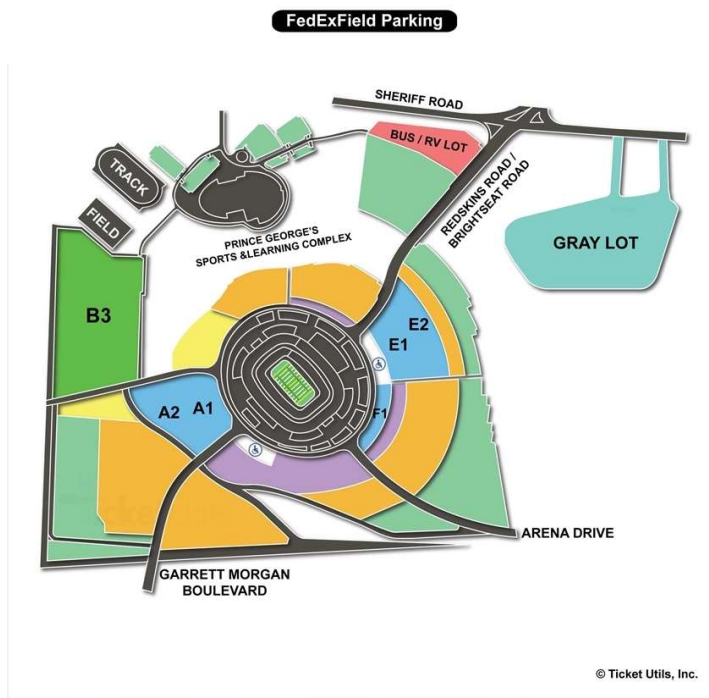 FedExField Parking
SHERIFF ROAD
BUS / RV LOT
TRACK
REDSKINS ROAD /
BRIGHTSEAT ROAD
FIELD
PRINCE GEORGE'S
SPORTS &LEARNING COMPLEX
GRAY LOT
B3
E2
E1
A2
A1
F1
ARENA DRIVE
GARRETT MORGAN
BOULEVARD
© Ticket Utils, Inc.